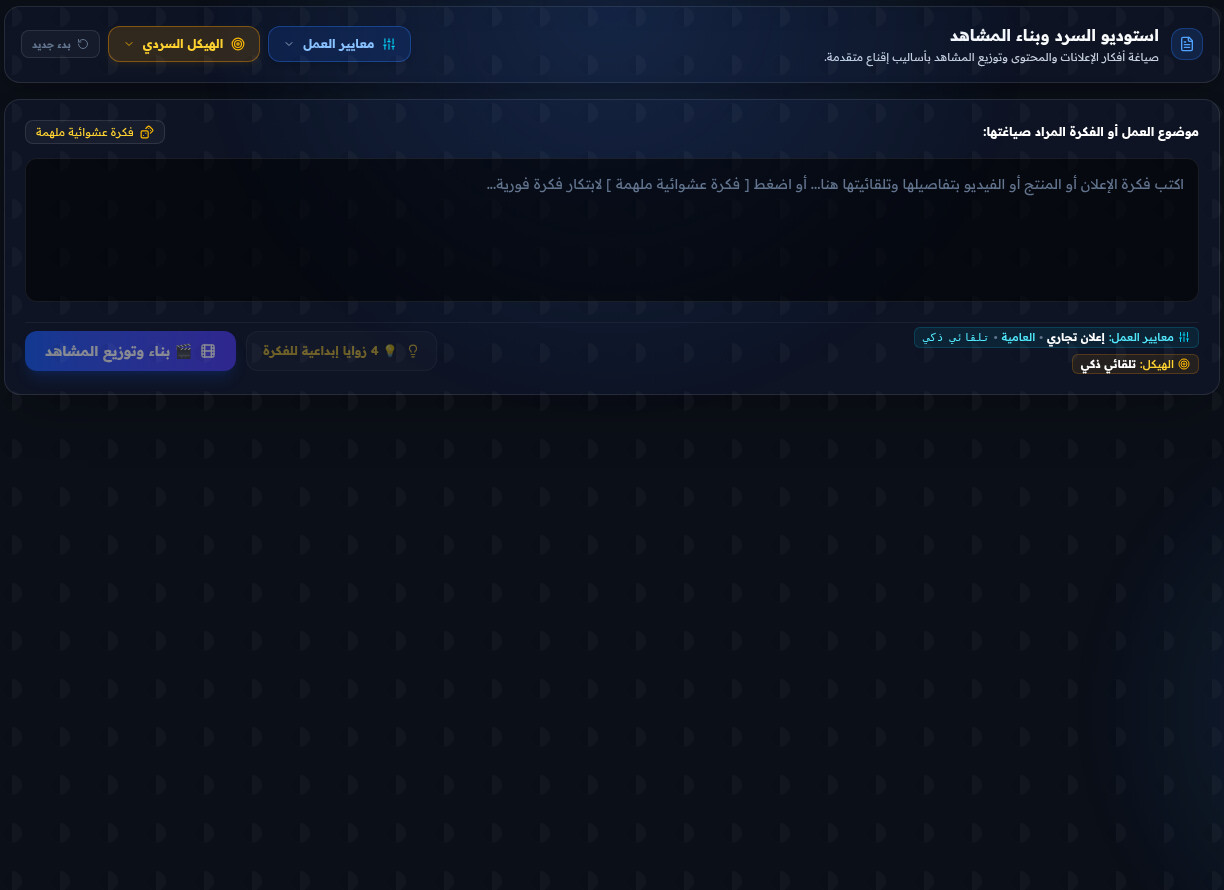 استوديو السرد وبناء المشاهد
صياغة أفكار الإعلانات والمحتوى وتوزيع المشاهد بأساليب إقناع متقدمة.
معايير العمل
الهيكل السردي
بدء جديد
موضوع العمل أو الفكرة المراد صياغتها:
فكرة عشوائية ملهمة
اكتب فكرة الإعلان أو المنتج أو الفيديو بتفاصيلها وتلقائيتها هنا... أو اضغط [ فكرة عشوائية ملهمة ] لابتكار فكرة فورية...
معايير العمل: إعلان تجاري • العامية • تلقائي ذكي
الهيكل: تلقائي ذكي
💡 4 زوايا إبداعية للفكرة
🎬 بناء وتوزيع المشاهد